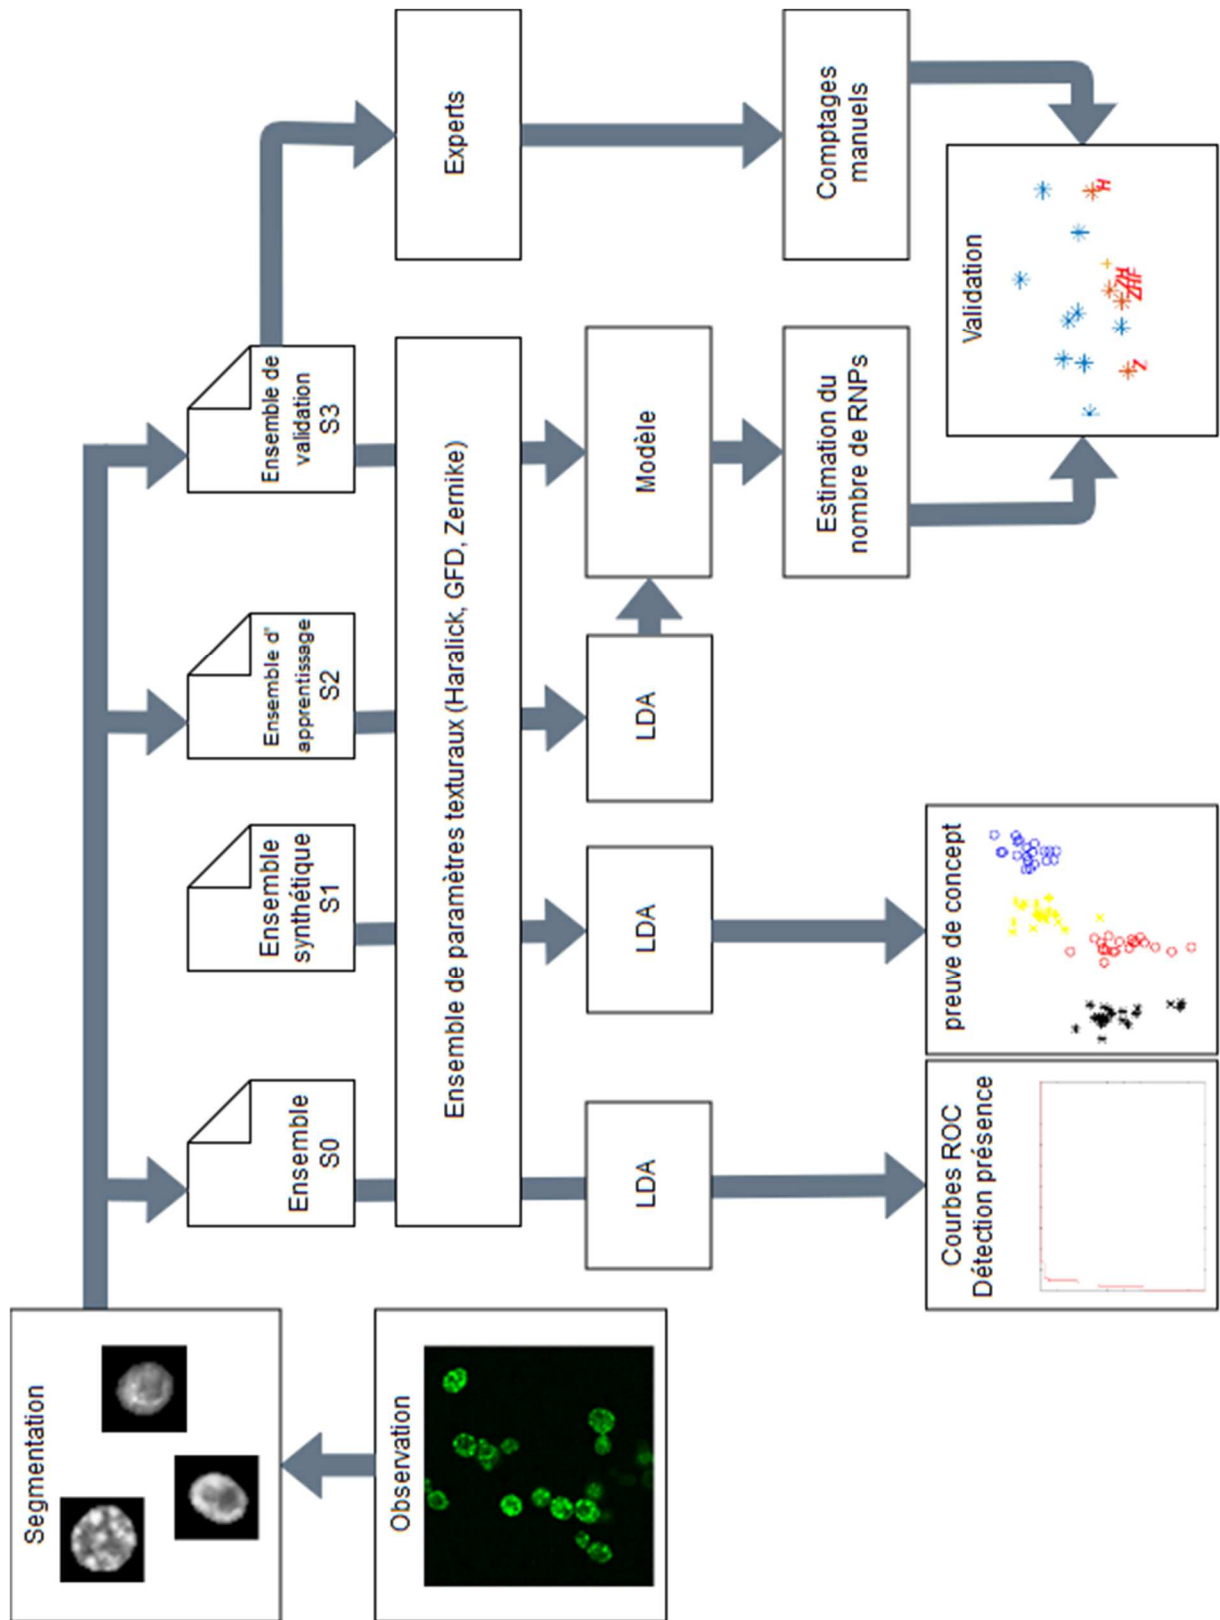 Observation
Segmentation
Ensemble
S0
Ensemble
synthétique
S1
Ensemble d'
apprentissage
S2
Ensemble de
validation
S3
Ensemble de paramètres texturaux (Haralick, GFD, Zernike)
Experts
LDA
LDA
LDA
Modèle
Estimation du
nombre de RNPs
Comptages
manuels
Courbes ROC
Détection présence
preuve de concept
Validation
Z
H